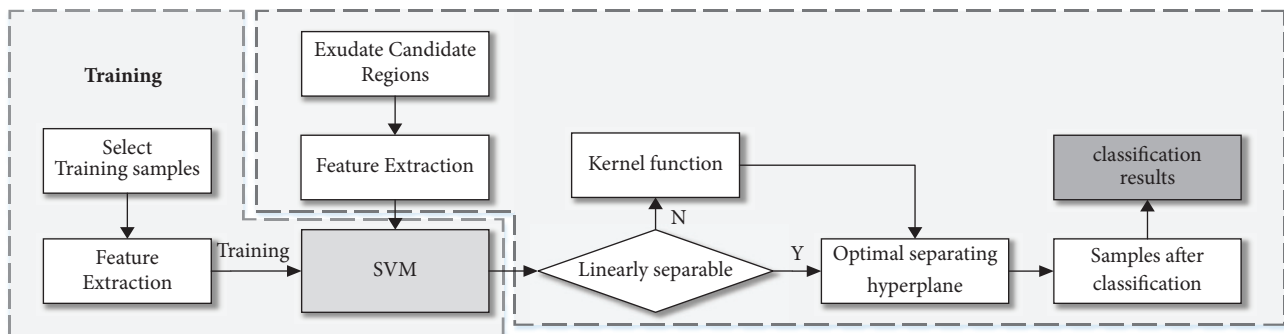 Training
Select
Training samples
Feature
Extraction
Training
Exudate Candidate
Regions
Feature Extraction
SVM
Linearly separable
N
Kernel function
Y
Optimal separating
hyperplane
Samples after
classification
classification
results